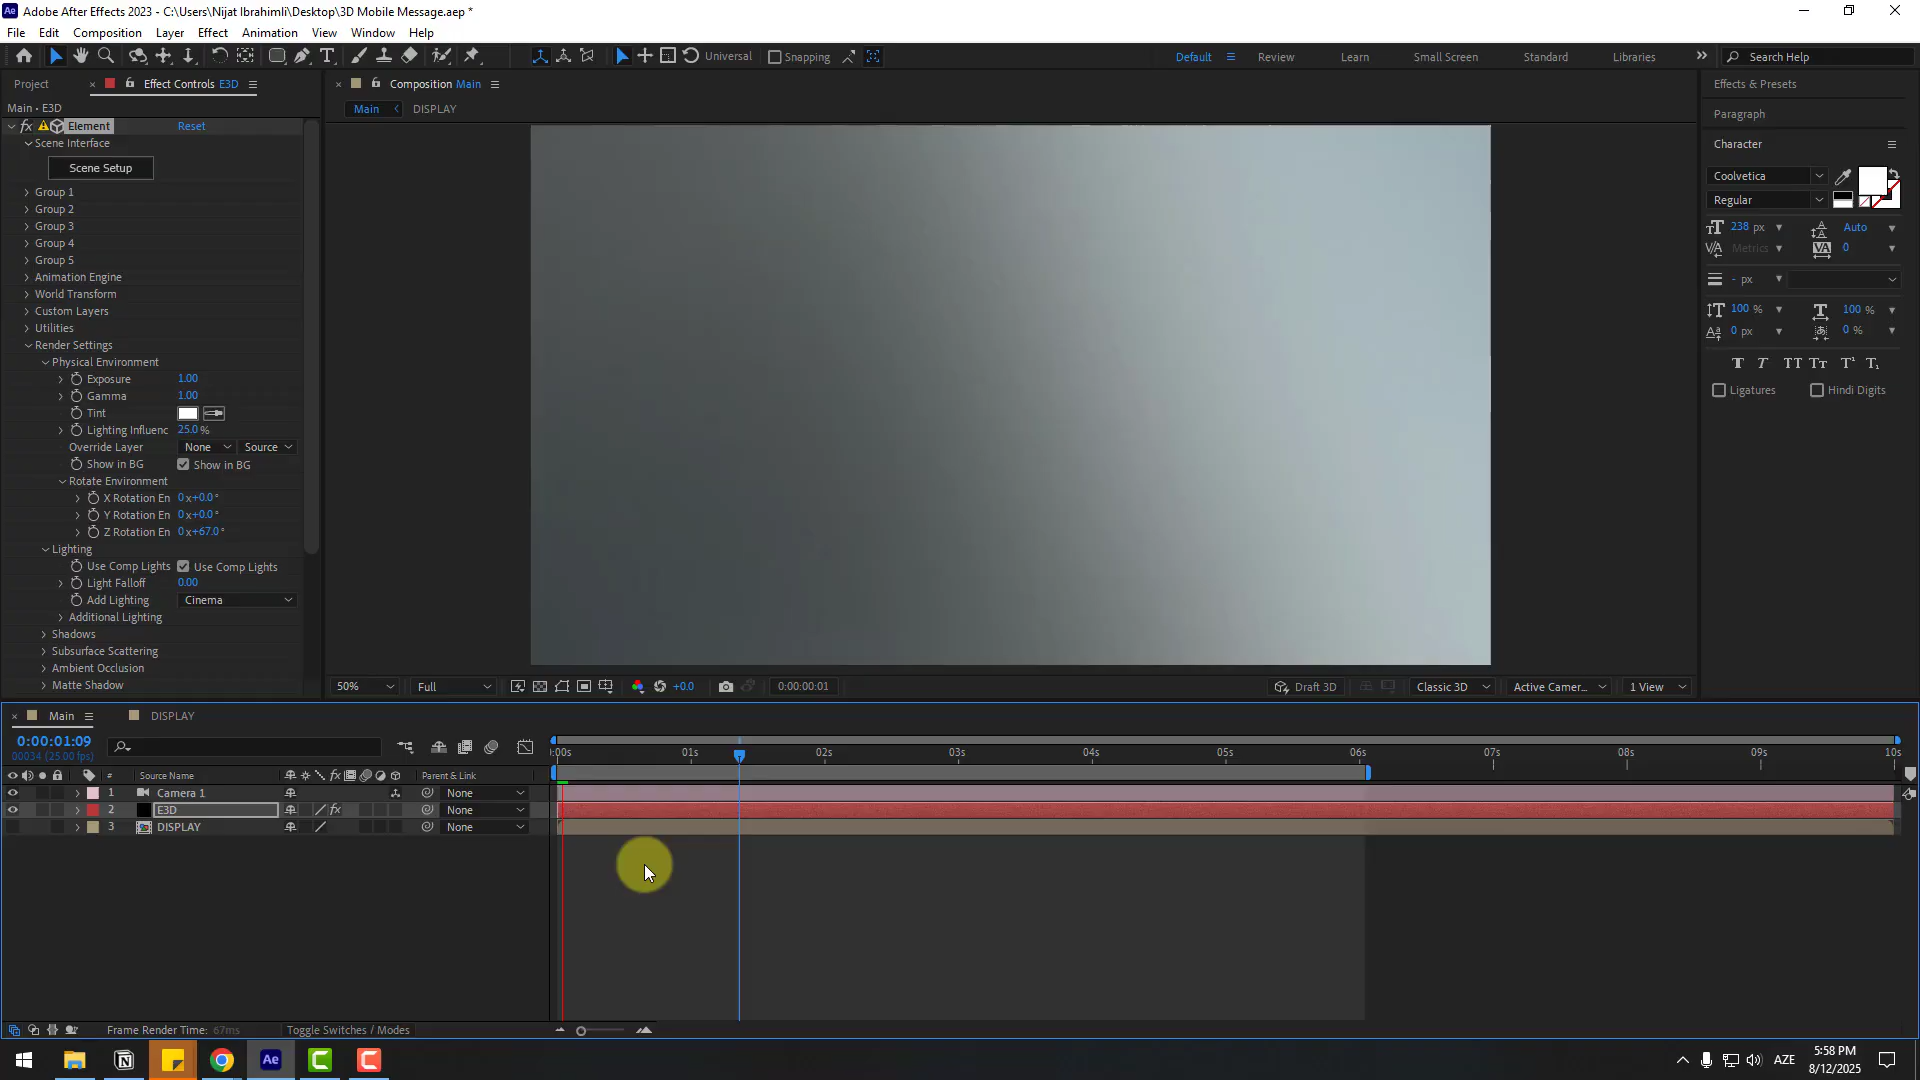 Adobe After Effects 2023 - C:\Users\Nijat Ibrahimli\Desktop\3D Mobile Message.aep *
File Edit Composition Layer Effect Animation View Window Help
Universal Snapping Default Review Learn Small Screen Standard Libraries Search Help
Project Effect Controls E3D
Main • E3D
Element Reset
Scene Interface
Scene Setup
Group 1
Group 2
Group 3
Group 4
Group 5
Animation Engine
World Transform
Custom Layers
Utilities
Render Settings
Physical Environment
Exposure 1.00
Gamma 1.00
Tint
Lighting Influenc 25.0 %
Override Layer None Source
Show in BG Show in BG
Rotate Environment
X Rotation En 0 x+0.0 °
Y Rotation En 0 x+0.0 °
Z Rotation En 0 x+67.0 °
Lighting
Use Comp Lights Use Comp Lights
Light Falloff 0.00
Add Lighting Cinema
Additional Lighting
Shadows
Subsurface Scattering
Ambient Occlusion
Matte Shadow
Composition Main
Main DISPLAY
50% Full +0.0 0:00:00:01 Draft 3D Classic 3D Active Camer... 1 View
Effects & Presets
Paragraph
Character
Coolvetica
Regular
238 px Auto
Metrics 0
- px
100 % 100 %
0 px 0 %
Ligatures Hindi Digits
Main DISPLAY
0:00:01:09
00034 (25.00 fps)
:00s 01s 02s 03s 04s 05s 06s 07s 08s 09s 10s
# Source Name Parent & Link
1 Camera 1 None
2 E3D None
3 DISPLAY None
Frame Render Time: 67ms Toggle Switches / Modes
Ae AZE 5:58 PM
8/12/2025